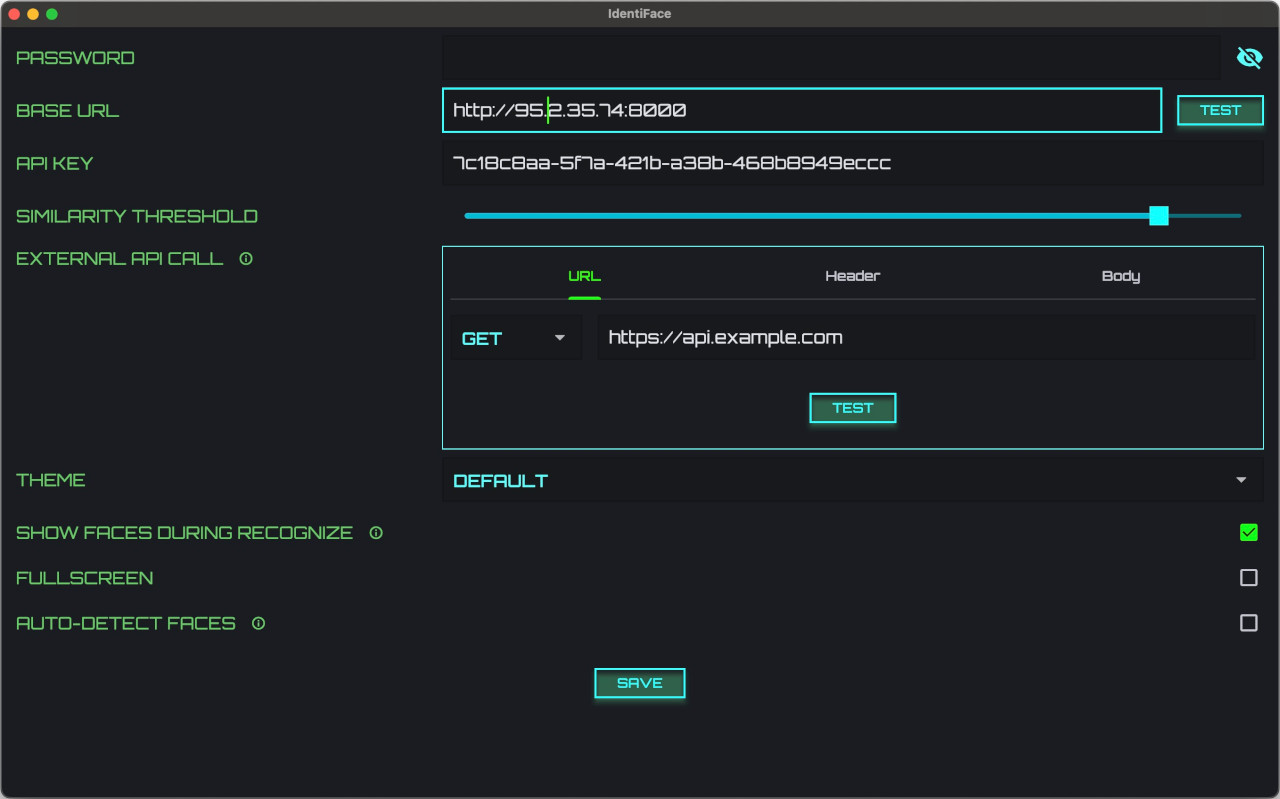 IdentiFace
PASSWORD
BASE URL http://95.2.35.74:8000 TEST
API KEY 7c18c8aa-5f7a-421b-a38b-468b8949eccc
SIMILARITY THRESHOLD
EXTERNAL API CALL
URL Header Body
GET https://api.example.com
TEST
THEME DEFAULT
SHOW FACES DURING RECOGNIZE
FULLSCREEN
AUTO-DETECT FACES
SAVE